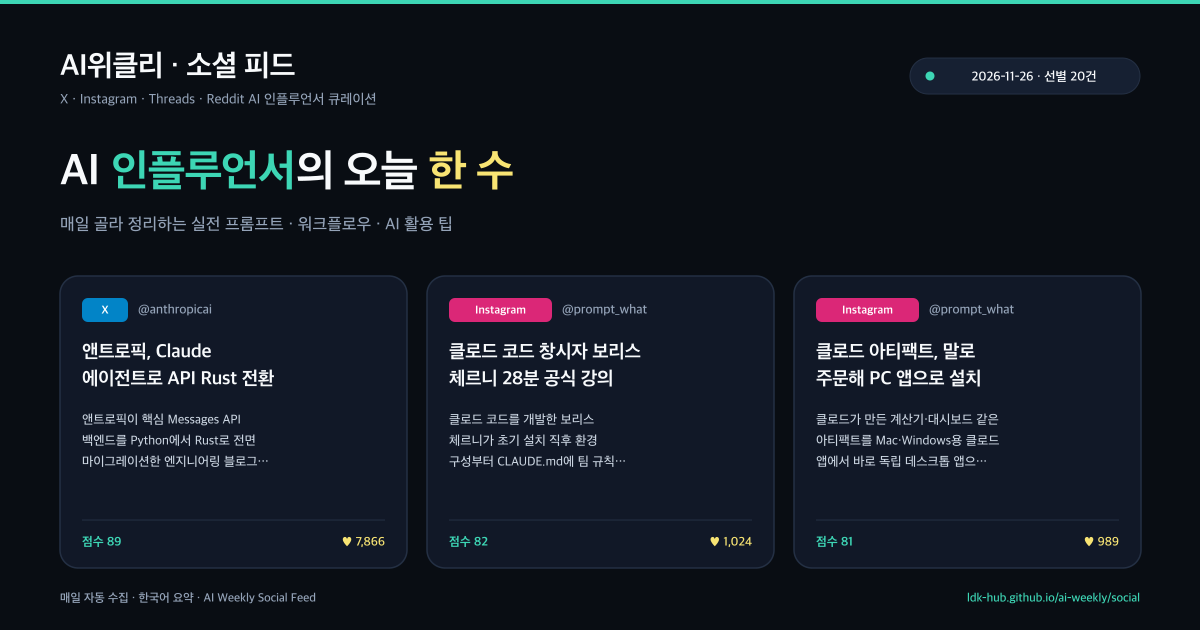 AI위클리 · 소셜 피드
X · Instagram · Threads · Reddit AI 인플루언서 큐레이션
2026-11-26 · 선별 20건
AI 인플루언서의 오늘 한 수
매일 골라 정리하는 실전 프롬프트 · 워크플로우 · AI 활용 팁
X @anthropicai
앤트로픽, Claude
에이전트로 API Rust 전환
앤트로픽이 핵심 Messages API
백엔드를 Python에서 Rust로 전면
마이그레이션한 엔지니어링 블로그…
점수 89 ♥ 7,866
Instagram @prompt_what
클로드 코드 창시자 보리스
체르니 28분 공식 강의
클로드 코드를 개발한 보리스
체르니가 초기 설치 직후 환경
구성부터 CLAUDE.md에 팀 규칙…
점수 82 ♥ 1,024
Instagram @prompt_what
클로드 아티팩트, 말로
주문해 PC 앱으로 설치
클로드가 만든 계산기·대시보드 같은
아티팩트를 Mac·Windows용 클로드
앱에서 바로 독립 데스크톱 앱으…
점수 81 ♥ 989
매일 자동 수집 · 한국어 요약 · AI Weekly Social Feed
ldk-hub.github.io/ai-weekly/social